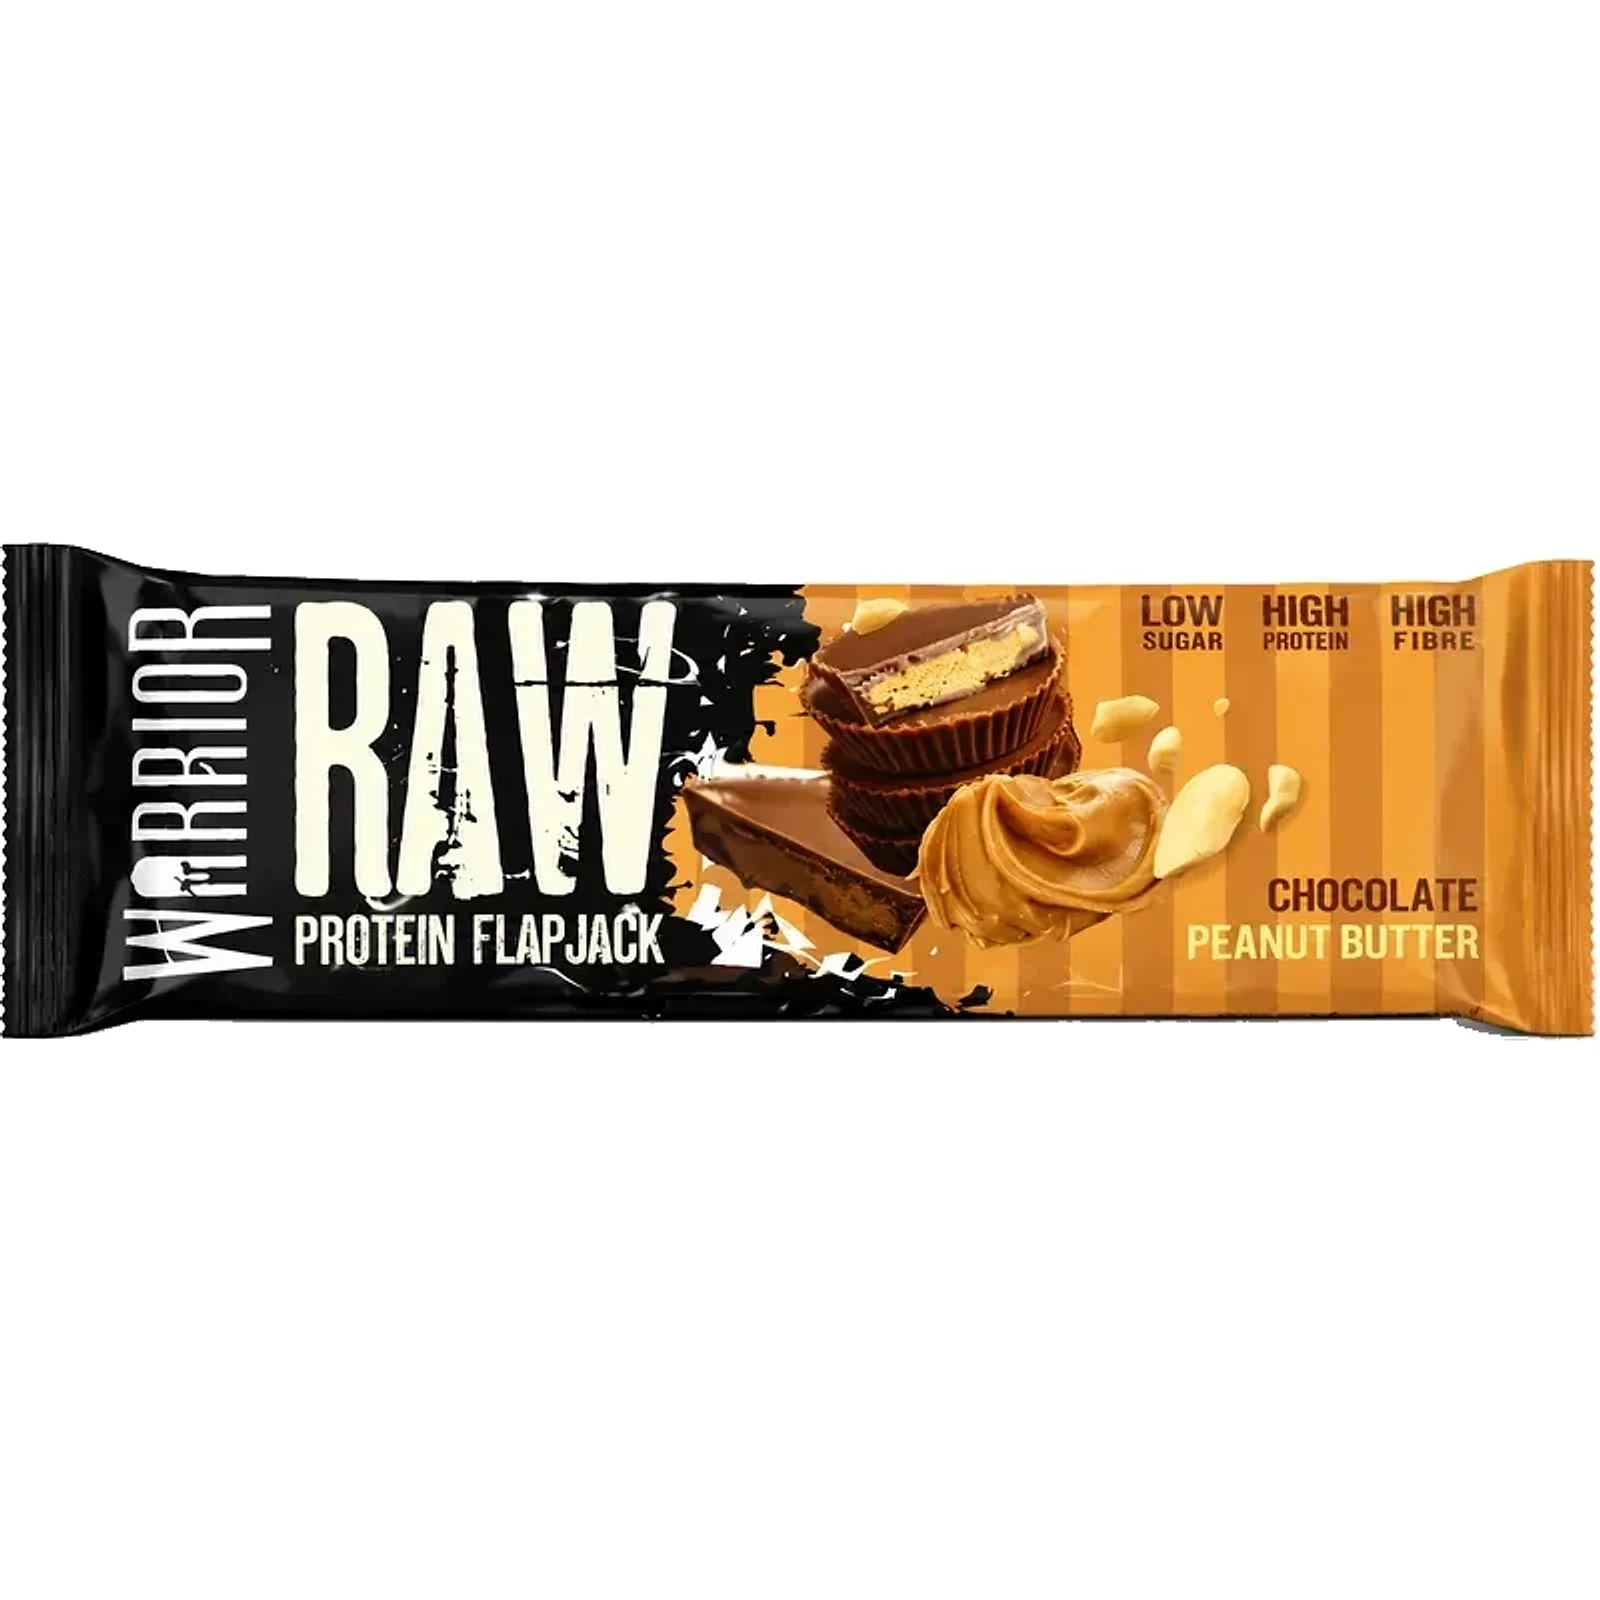 WARRIOR
RAW
PROTEIN FLAPJACK
LOW
SUGAR
HIGH
PROTEIN
HIGH
FIBRE
CHOCOLATE
PEANUT BUTTER